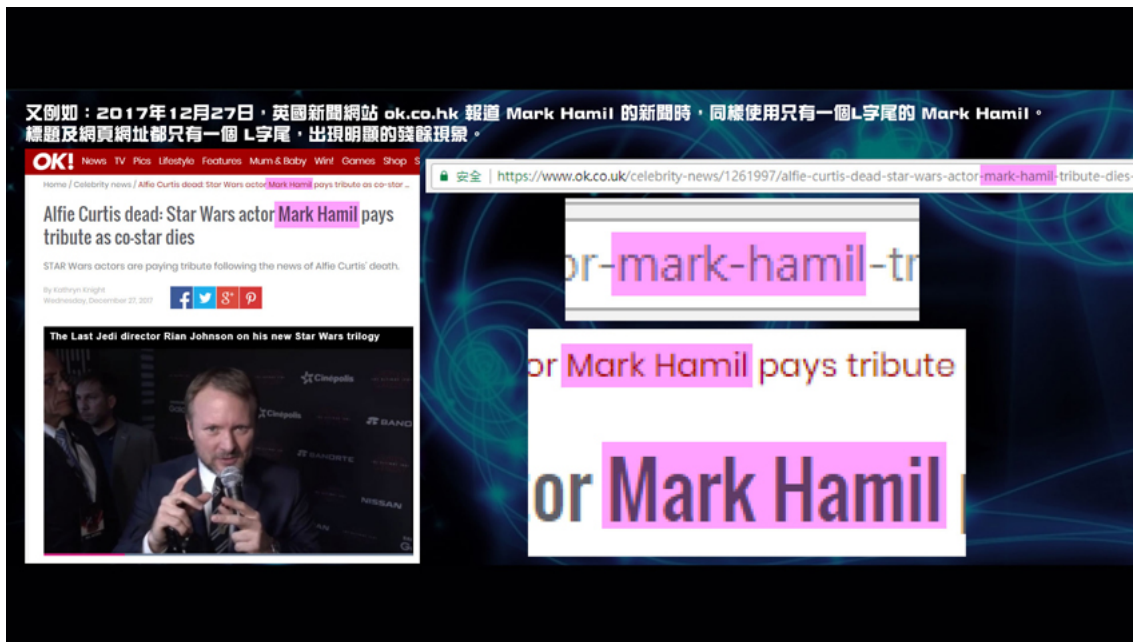 又例如：2017年12月27日，英國新聞網站 ok.co.hk 報道 Mark Hamil 的新聞時，同樣使用只有一個L字尾的 Mark Hamil。
標題及網頁網址都只有一個 L字尾，出現明顯的殘餘現象。
OK! News TV Pics Lifestyle Features Mum & Baby Win! Games Shop S
Home / Celebrity news / Alfie Curtis dead: Star Wars actor Mark Hamil pays tribute as co-star ...
Alfie Curtis dead: Star Wars actor Mark Hamil pays
tribute as co-star dies
STAR Wars actors are paying tribute following the news of Alfie Curtis' death.
By Kathryn Knight
Wednesday, December 27, 2017
The Last Jedi director Rian Johnson on his new Star Wars trilogy
Cinépolis
Cinépolis
BANO
BANORTE
NISSAN
安全 | https://www.ok.co.uk/celebrity-news/1261997/alfie-curtis-dead-star-wars-actor-mark-hamil-tribute-dies-
or-mark-hamil-tr
or Mark Hamil pays tribute
or Mark Hamil